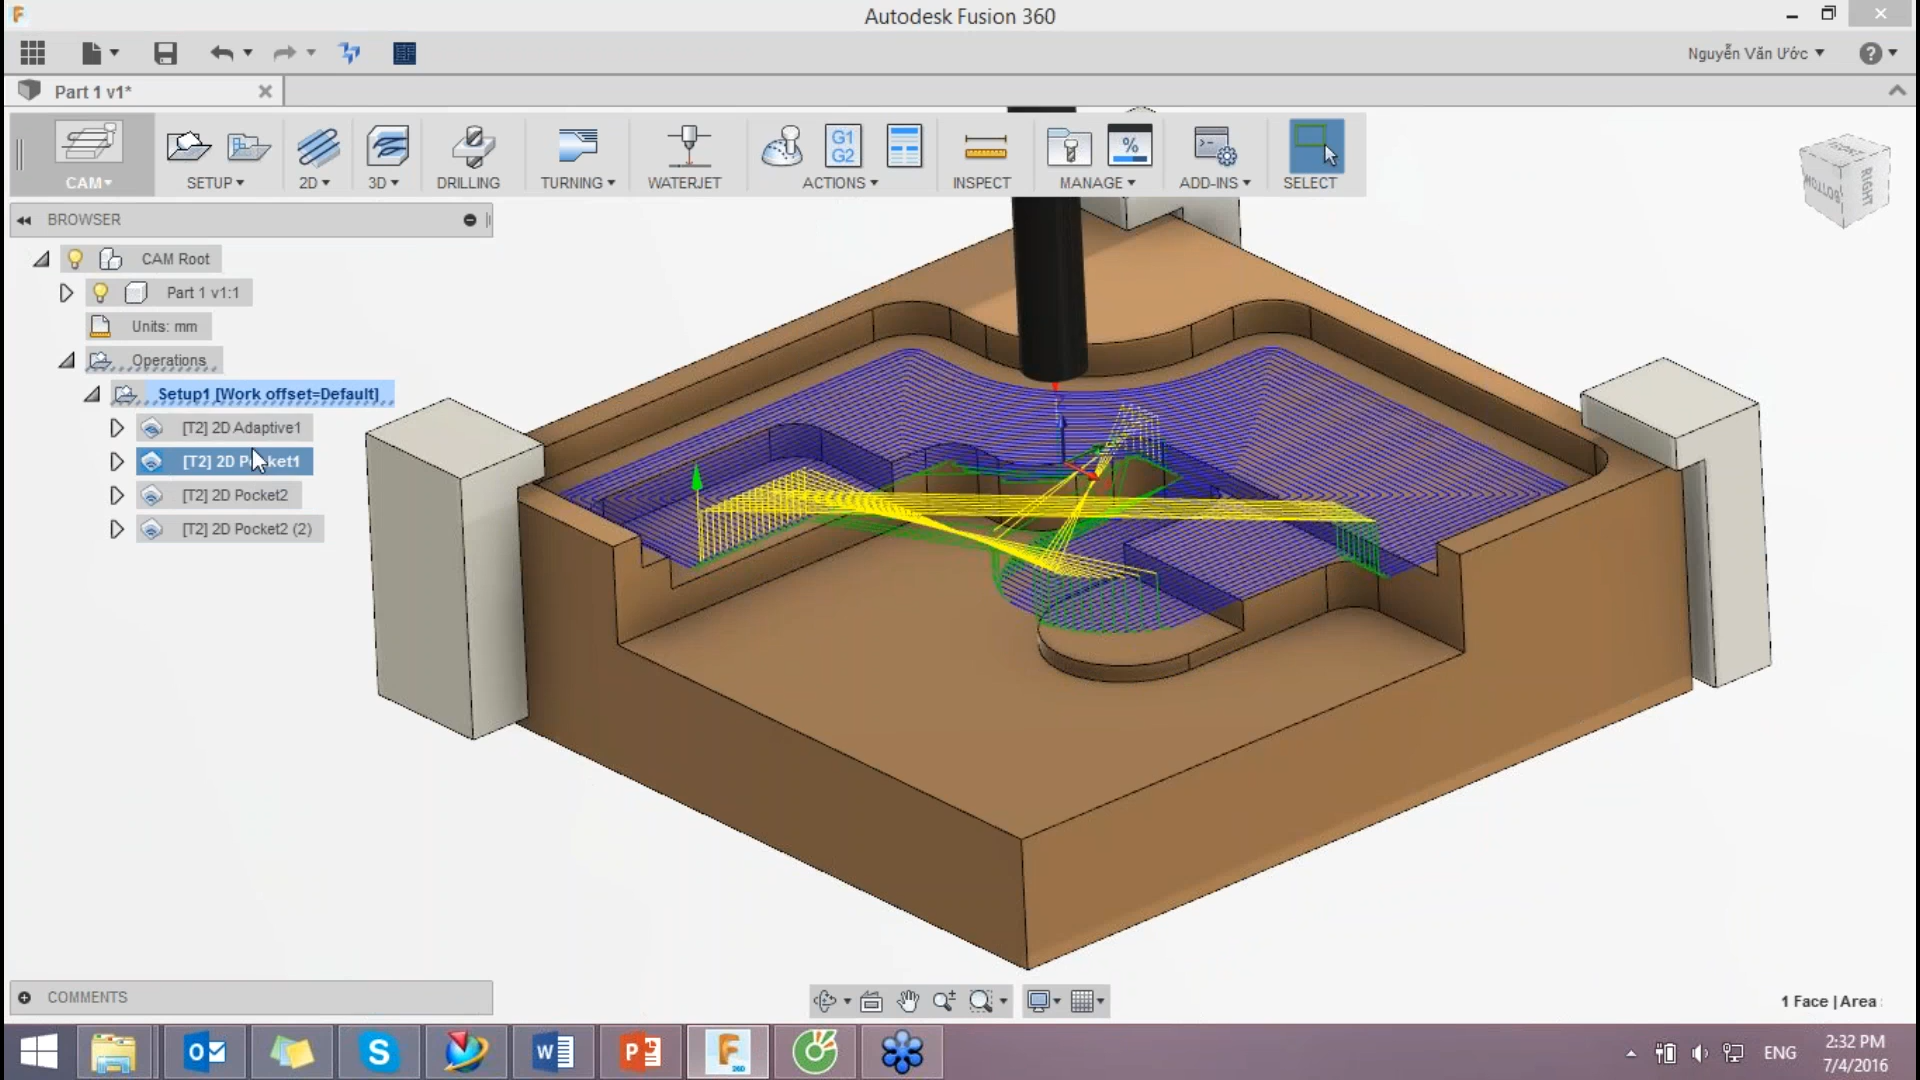 Autodesk Fusion 360
Nguyễn Văn Ước
Part 1 v1*
G1
G2
%
CAM
SETUP
2D
3D
DRILLING
TURNING
WATERJET
ACTIONS
INSPECT
MANAGE
ADD-INS
SELECT
RIGHT
BOTTOM
BROWSER
CAM Root
Part 1 v1:1
Units: mm
Operations
Setup1 [Work offset=Default]
[T2] 2D Adaptive1
[T2] 2D Pocket1
[T2] 2D Pocket2
[T2] 2D Pocket2 (2)
COMMENTS
1 Face | Area
ENG
2:32 PM
7/4/2016